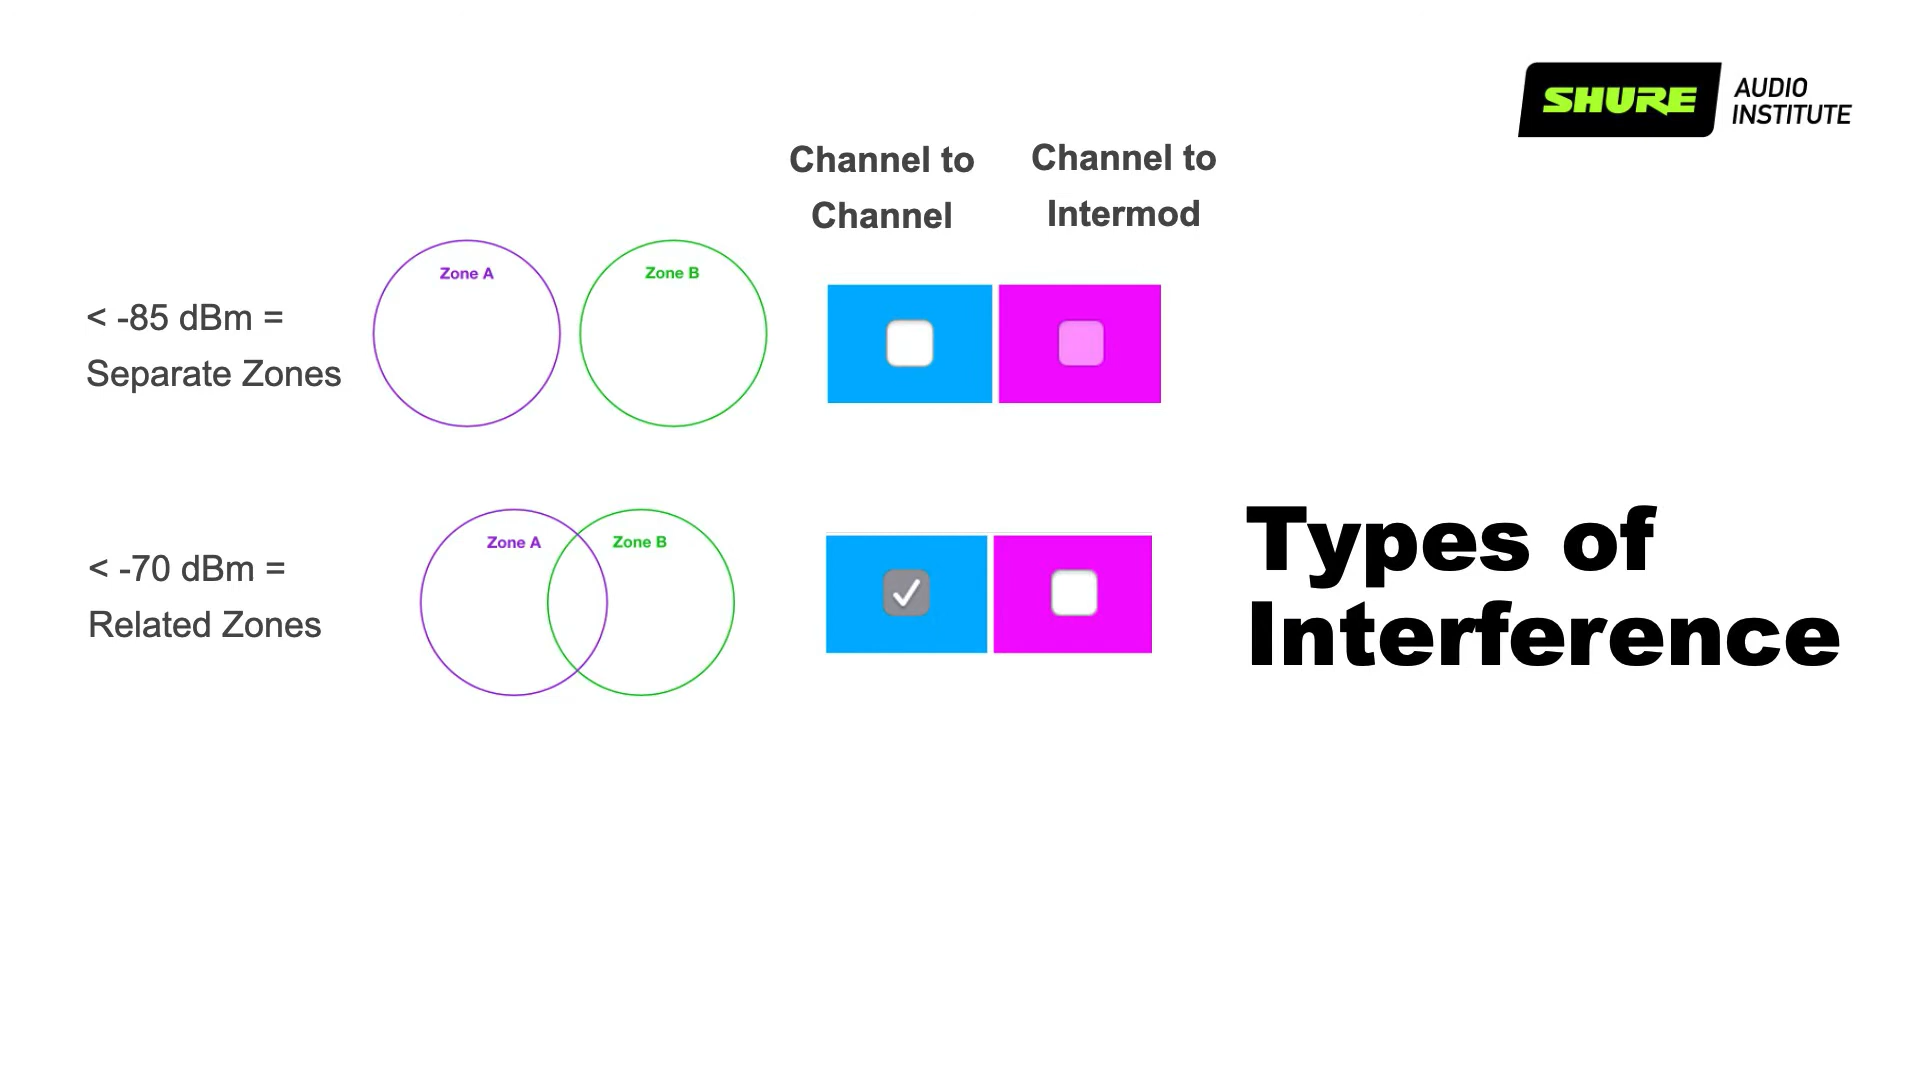 SHURE
AUDIO
INSTITUTE
Channel to
Channel
Channel to
Intermod
Zone A
Zone B
< -85 dBm =
Separate Zones
Zone A
Zone B
< -70 dBm =
Related Zones
Types of
Interference